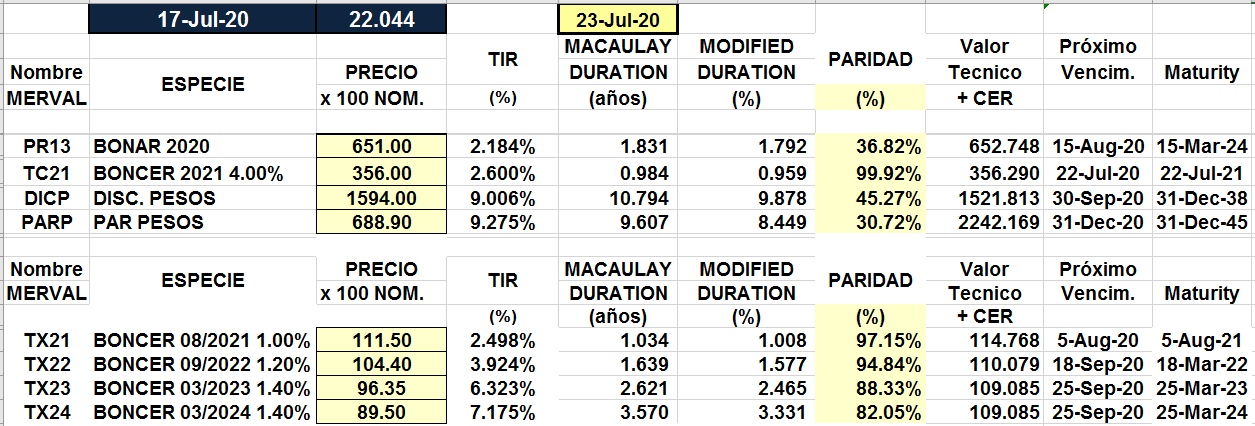 17-Jul-20 22.044 23-Jul-20
MACAULAY MODIFIED Valor Próximo
TIR PARIDAD
Nombre PRECIO DURATION DURATION Tecnico Vencim. Maturity
ESPECIE
MERVAL x 100 NOM. (%) (años) (%) (%) + CER
PR13 BONAR 2020 651.00 2.184% 1.831 1.792 36.82% 652.748 15-Aug-20 15-Mar-24
TC21 BONCER 2021 4.00% 356.00 2.600% 0.984 0.959 99.92% 356.290 22-Jul-20 22-Jul-21
DICP DISC. PESOS 1594.00 9.006% 10.794 9.878 45.27% 1521.813 30-Sep-20 31-Dec-38
PARP PAR PESOS 688.90 9.275% 9.607 8.449 30.72% 2242.169 31-Dec-20 31-Dec-45
Nombre PRECIO MACAULAY MODIFIED Valor Próximo
ESPECIE TIR PARIDAD
MERVAL x 100 NOM. DURATION DURATION Tecnico Vencim. Maturity
(%) (años) (%) (%) + CER
TX21 BONCER 08/2021 1.00% 111.50 2.498% 1.034 1.008 97.15% 114.768 5-Aug-20 5-Aug-21
TX22 BONCER 09/2022 1.20% 104.40 3.924% 1.639 1.577 94.84% 110.079 18-Sep-20 18-Mar-22
TX23 BONCER 03/2023 1.40% 96.35 6.323% 2.621 2.465 88.33% 109.085 25-Sep-20 25-Mar-23
TX24 BONCER 03/2024 1.40% 89.50 7.175% 3.570 3.331 82.05% 109.085 25-Sep-20 25-Mar-24